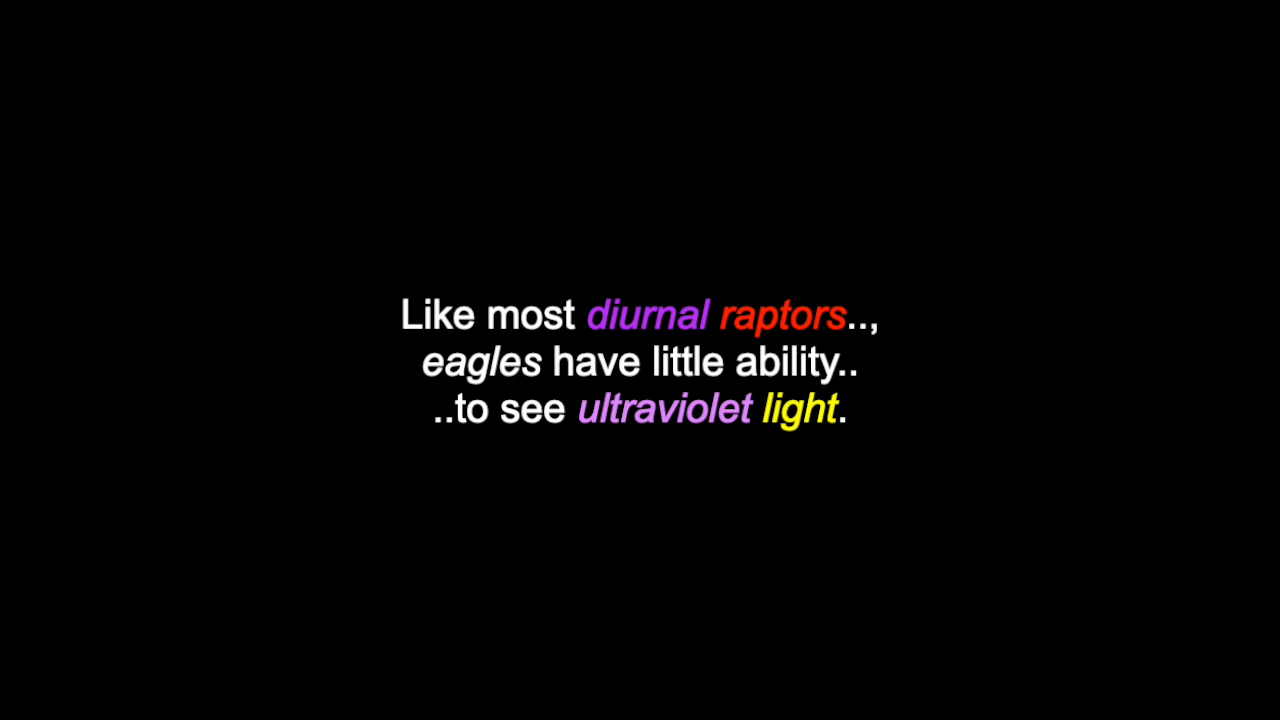 Like most diurnal raptors..,
eagles have little ability..
..to see ultraviolet light.